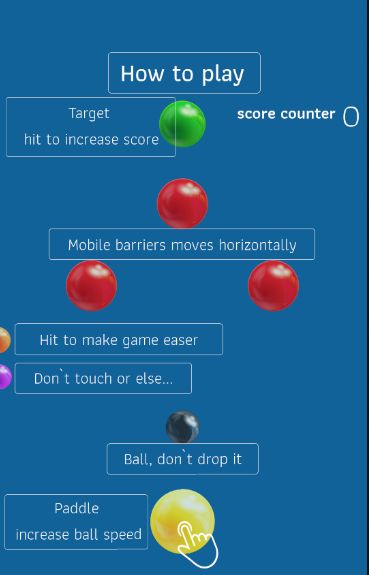 How to play
Target
hit to increase score
score counter 0
Mobile barriers moves horizontally
Hit to make game easer
Don`t touch or else...
Ball, don`t drop it
Paddle
increase ball speed